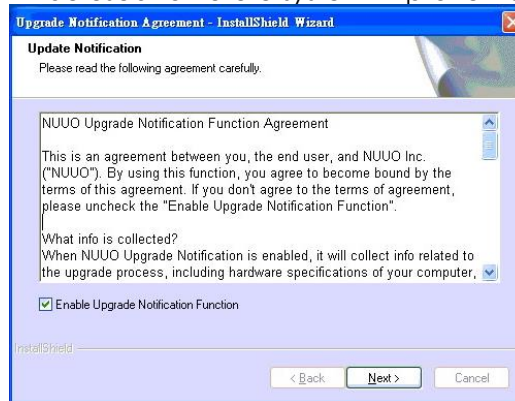 Upgrade Notification Agreement - InstallShield Wizard
Update Notification
Please read the following agreement carefully.
NUUO Upgrade Notification Function Agreement
This is an agreement between you, the end user, and NUUO Inc.
("NUUO"). By using this function, you agree to become bound by the
terms of this agreement. If you don't agree to the terms of agreement,
please uncheck the "Enable Upgrade Notification Function".
What info is collected?
When NUUO Upgrade Notification is enabled, it will collect info related to
the upgrade process, including hardware specifications of your computer,
Enable Upgrade Notification Function
InstallShield
< Back
Next >
Cancel